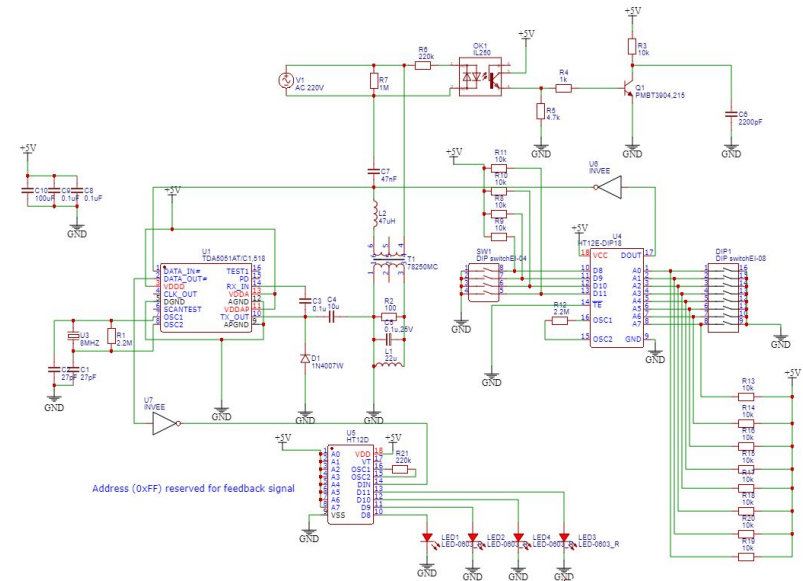 +5V
R3
10k
OK1
IL250
+5V
R6
220k
V1
AC 220V
R7
1M
R4
1k
Q1
PMBT3904,215
R5
4.7k
C6
2200pF
GND
GND
GND
+5V
C10
100uF
C9
0.1uF
C8
0.1uF
GND
C7
47nF
L2
47uH
+5V
R11
10k
R10
10k
R8
10k
R9
10k
U6
INVEE
+5V
U1
TDA5051AT/C1,518
DATA_IN#
DATA_OUT#
VDDD
CLK_OUT
DGND
SCANTEST
OSC1
OSC2
TEST1
PD
RX_IN
VDDA
AGND
VDDAP
TX_OUT
APGND
T1
78250MC
SW1
DIP switchEI-04
+5V
U4
HT12E-DIP18
VCC
DOUT
D8
D9
D10
D11
TE
OSC1
OSC2
A0
A1
A2
A3
A4
A5
A6
A7
GND
DIP1
DIP switchEI-08
C3
0.1u
C4
10u
R2
100
C5
0.1u,25V
L1
22u
R12
2.2M
GND
GND
GND
GND
U3
8MHZ
R1
2.2M
C2
27pF
C1
27pF
D1
1N4007W
GND
GND
GND
GND
+5V
U7
INVEE
R13
10k
R14
10k
R16
10k
R15
10k
R17
10k
R18
10k
R20
10k
R19
10k
+5V
U5
HT12D
+5V
R21
220k
A0
A1
A2
A3
A4
A5
A6
A7
VSS
VDD
VT
OSC1
OSC2
DIN
D11
D10
D9
D8
Address (0xFF) reserved for feedback signal
GND
LED1
LED-0603_R
LED2
LED-0603_R
LED4
LED-0603_R
LED3
LED-0603_R
GND
GND
GND
GND